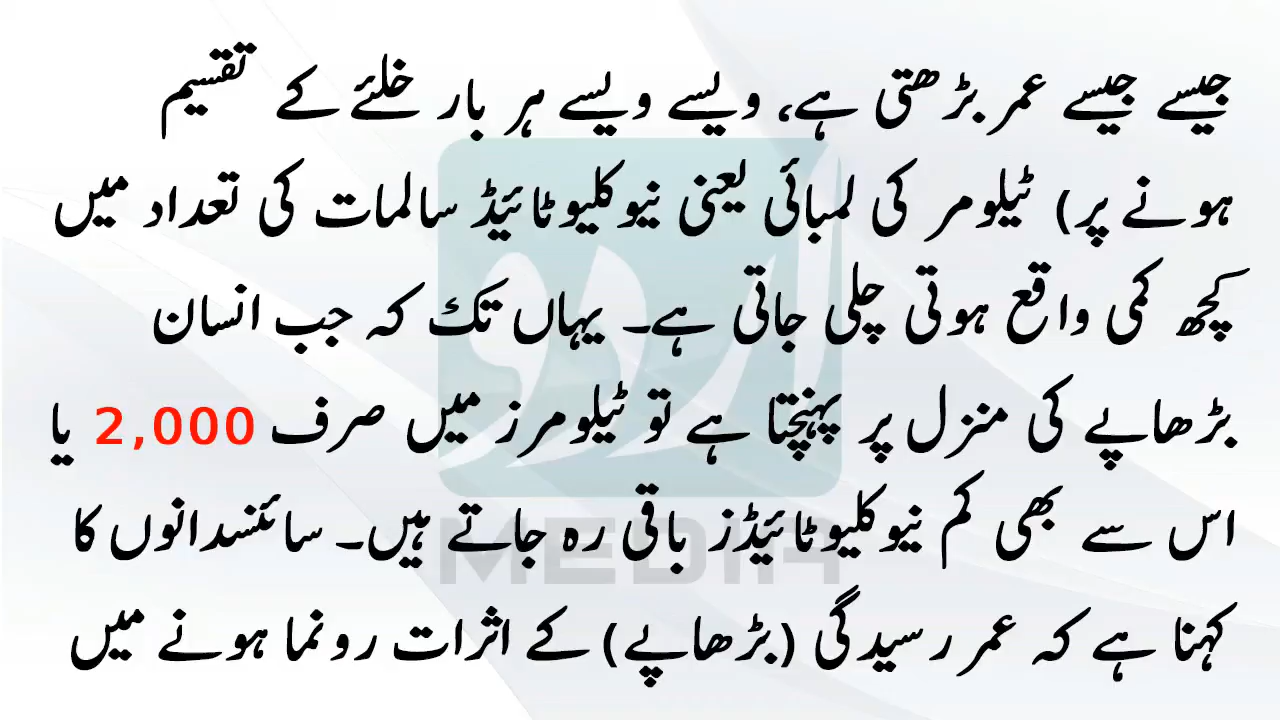 جیسے جیسے عمر بڑھتی ہے، ویسے ویسے ہر بار خلئے کے تقسیم
ہونے پر) ٹیلومر کی لمبائی یعنی نیوکلیوٹائیڈ سالمات کی تعداد میں
کچھ کمی واقع ہوتی چلی جاتی ہے۔ یہاں تک کہ جب انسان
بڑھاپے کی منزل پر پہنچتا ہے تو ٹیلومرز میں صرف 2,000 یا
اس سے بھی کم نیوکلیوٹائیڈز باقی رہ جاتے ہیں۔ سائنسدانوں کا
کہنا ہے کہ عمر رسیدگی (بڑھاپے) کے اثرات رونما ہونے میں
اردو
MEDIA